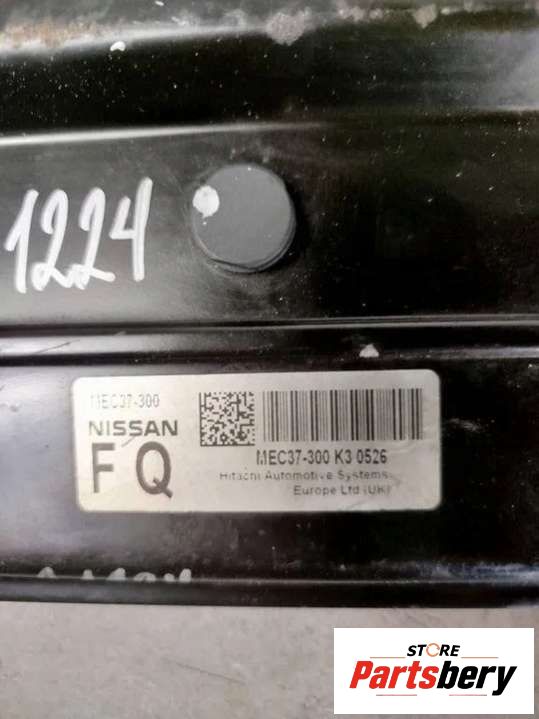 1224
MEC37-300
NISSAN
FQ
MEC37-300 K3 0526
Hitachi Automotive Systems
Europe Ltd (UK)
STORE
Partsbery